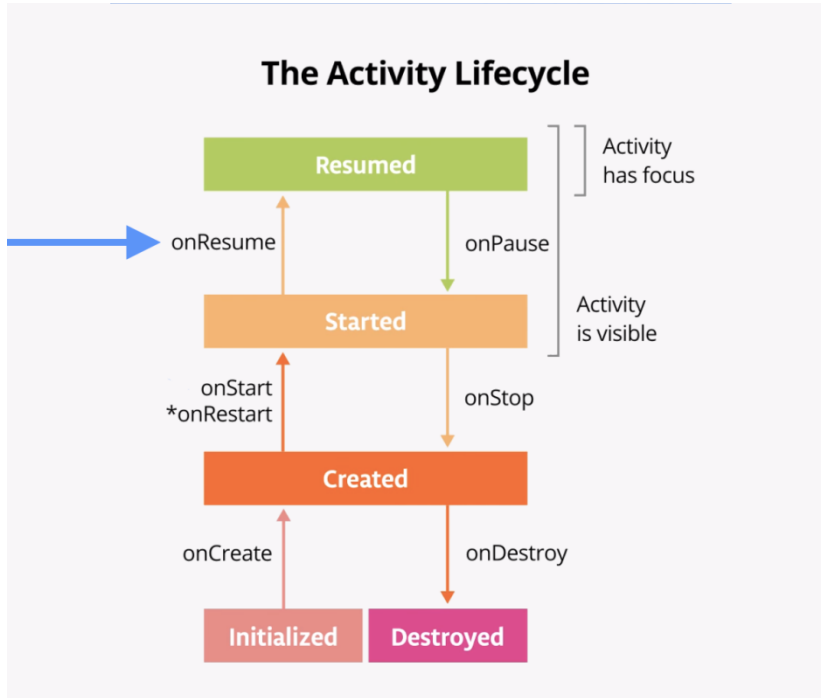 The Activity Lifecycle
Resumed
Activity
has focus
onResume
onPause
Started
Activity
is visible
onStart
*onRestart
onStop
Created
onCreate
onDestroy
Initialized
Destroyed